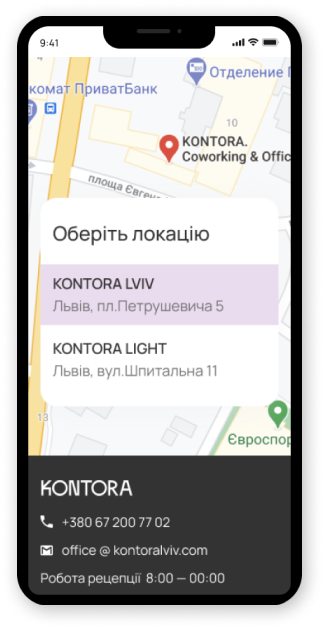 9:41
Отделение
комат ПриватБанк
10
KONTORA.
Coworking & Offic
площа Євген
Оберіть локацію
KONTORA LVIV
Львів, пл.Петрушевича 5
KONTORA LIGHT
Львів, вул.Шпитальна 11
13
Євроспор
KONTORA
+380 67 200 77 02
office @ kontoralviv.com
Робота рецепції 8:00 — 00:00